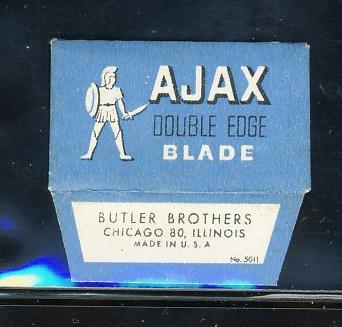 AJAX
DOUBLE EDGE
BLADE
BUTLER BROTHERS
CHICAGO 80, ILLINOIS
MADE IN U.S.A
No. 5011